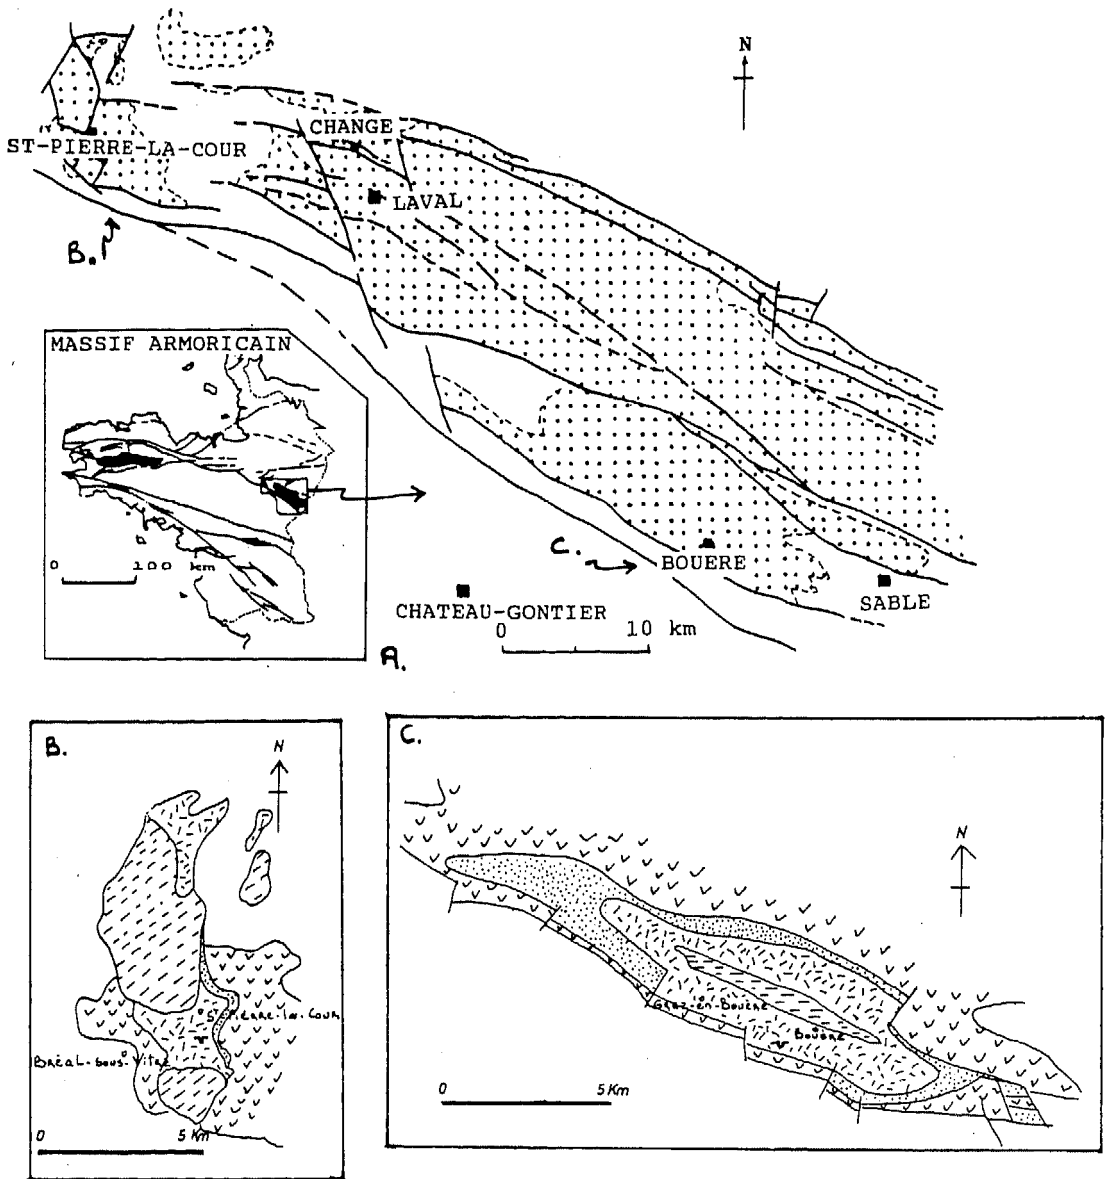 N
CHANGE
ST-PIERRE-LA-COUR
LAVAL
B.
MASSIF ARMORICAIN
0 100 km
C.
BOUERE
SABLE
CHATEAU-GONTIER
0 10 km
A.
B.
N
St Pierre-la-Cour
Bréal-sous-Vitré
0 5 Km
C.
N
Grez-en-Bouère
Bouère
0 5 Km